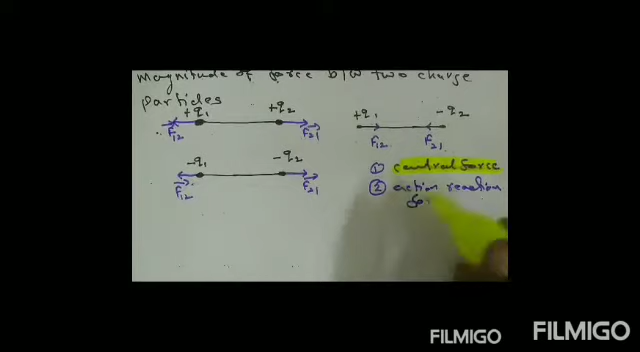 magnitude of force b/w two charge
particles
+q₁ +q₂
F₁₂ F₂₁
-q₁ -q₂
F₁₂ F₂₁
+q₁ -q₂
F₁₂ F₂₁
① central force
② action reaction
FILMIGO FILMIGO